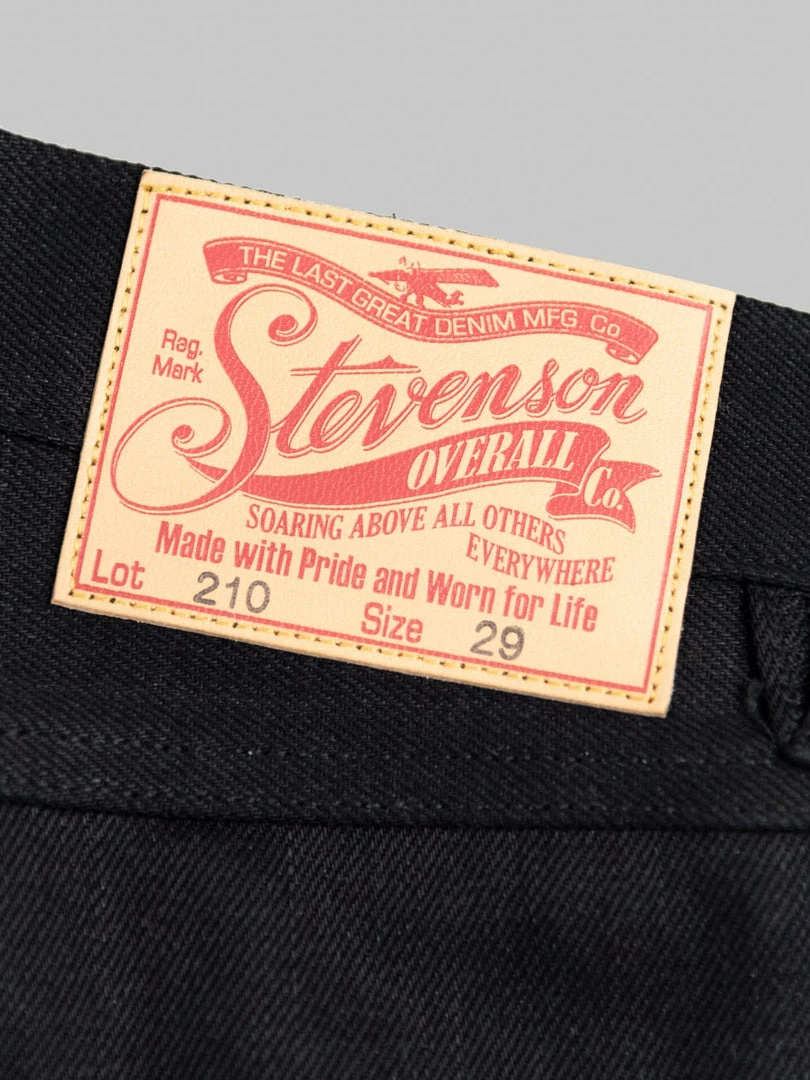 THE LAST GREAT DENIM MFG. Co.
Reg.
Mark
Stevenson
OVERALL Co.
SOARING ABOVE ALL OTHERS
EVERYWHERE
Made with Pride and Worn for Life
Lot 210 Size 29